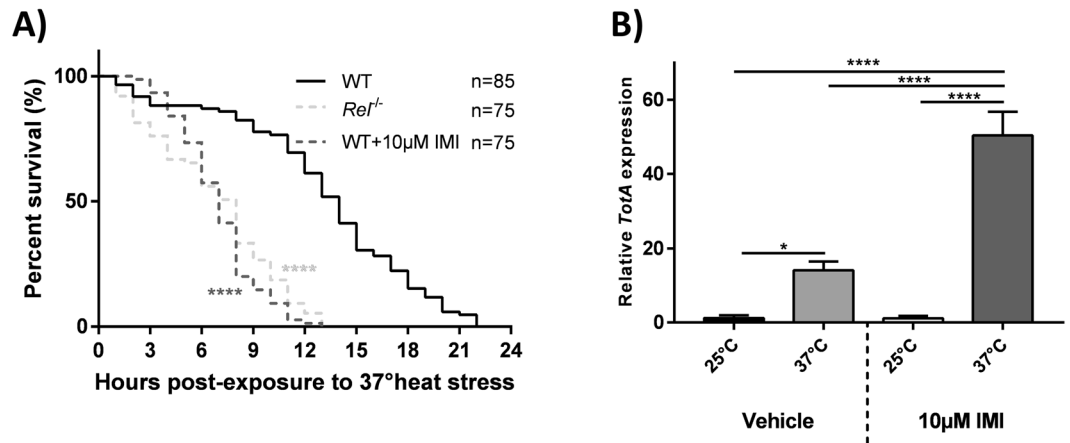 A)
Percent survival (%)
100
50
0
WT n=85
Rel-/- n=75
WT+10µM IMI n=75
****
****
0 3 6 9 12 15 18 21 24
Hours post-exposure to 37°heat stress
B)
Relative TotA expression
60
40
20
0
****
****
****
*
25°C 37°C 25°C 37°C
Vehicle 10µM IMI